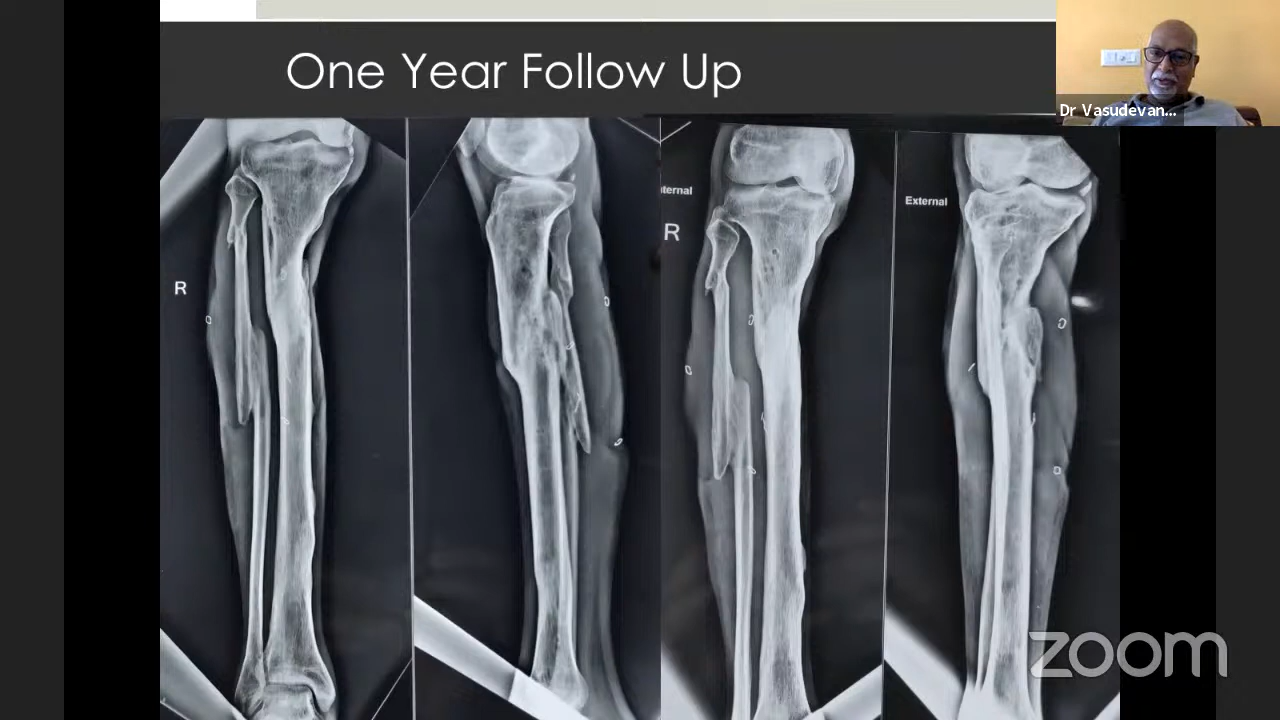 One Year Follow Up
Dr Vasudevan...
R
ternal
R
External
zoom